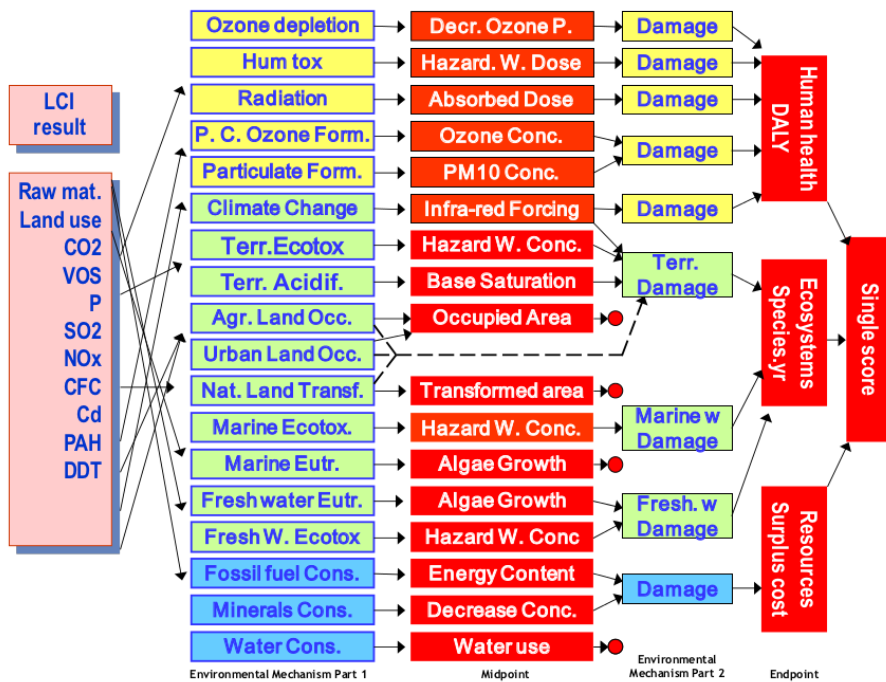 Ozone depletion
Decr. Ozone P.
Damage
Hum tox
Hazard. W. Dose
Damage
Radiation
Absorbed Dose
Damage
P. C. Ozone Form.
Ozone Conc.
Damage
Particulate Form.
PM10 Conc.
Climate Change
Infra-red Forcing
Damage
Terr.Ecotox
Hazard W. Conc.
Terr.
Damage
Terr. Acidif.
Base Saturation
Agr. Land Occ.
Occupied Area
Urban Land Occ.
Nat. Land Transf.
Transformed area
Marine Ecotox.
Hazard W. Conc.
Marine w
Damage
Marine Eutr.
Algae Growth
Freshwater Eutr.
Algae Growth
Fresh. w
Damage
Fresh W. Ecotox
Hazard W. Conc
Fossil fuel Cons.
Energy Content
Damage
Minerals Cons.
Decrease Conc.
Water Cons.
Water use
LCI
result
Raw mat.
Land use
CO2
VOS
P
SO2
NOx
CFC
Cd
PAH
DDT
Human health
DALY
Ecosystems
Species.yr
Resources
Surplus cost
Single score
Environmental Mechanism Part 1
Midpoint
Environmental
Mechanism Part 2
Endpoint